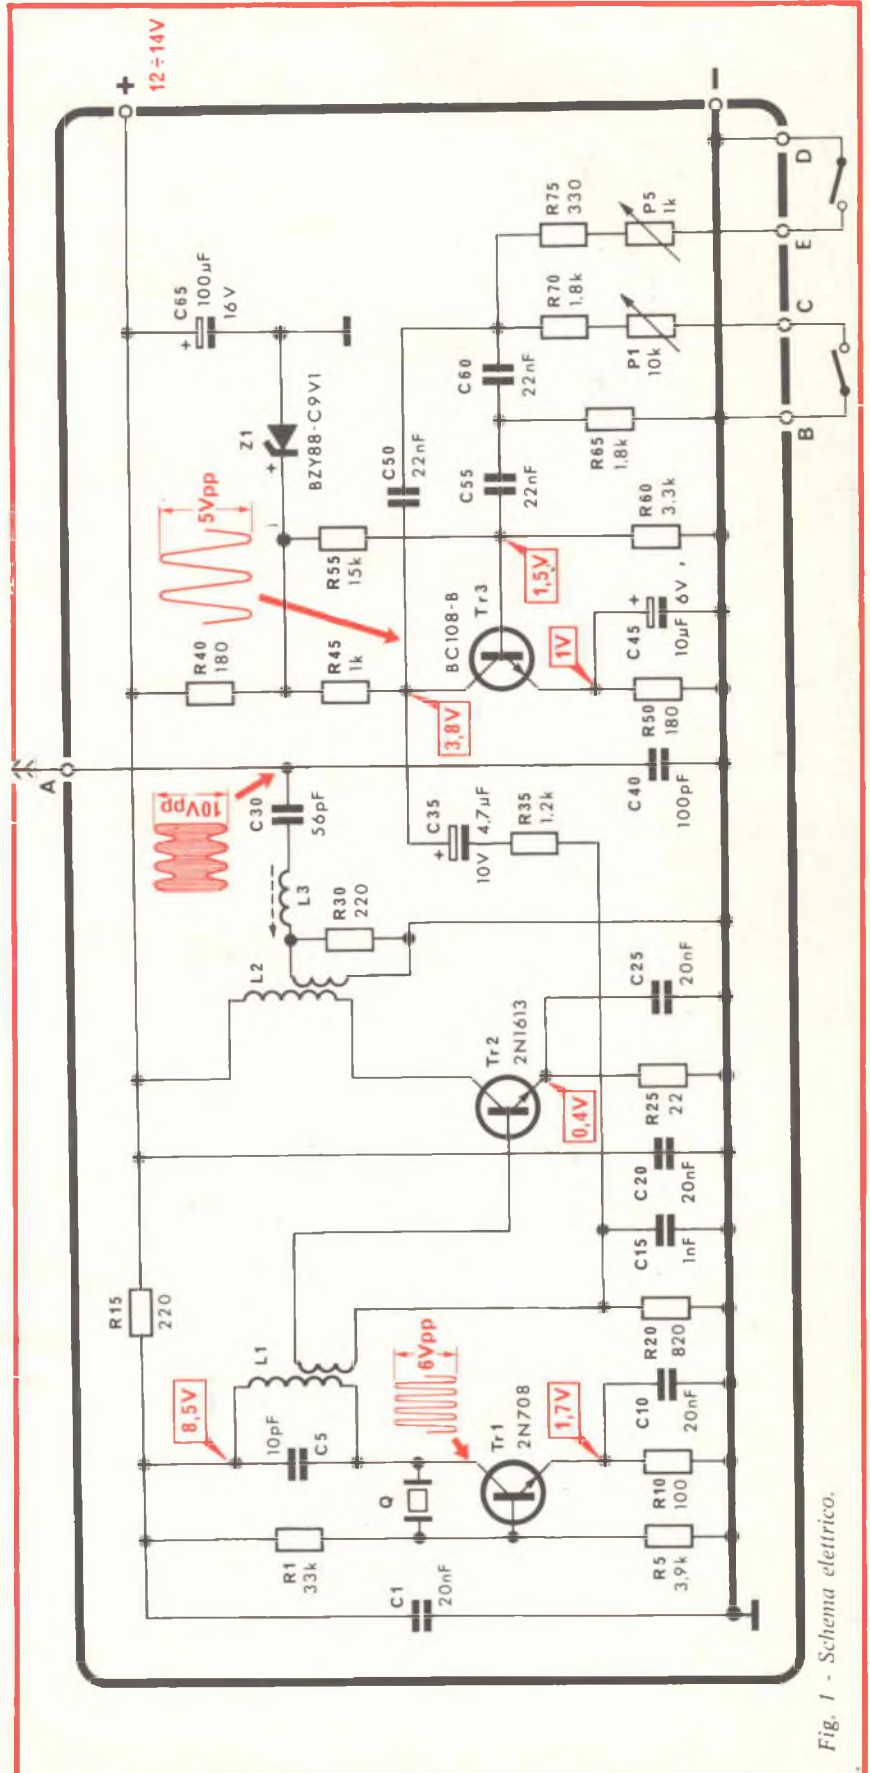 +
12÷14V
A
10Vpp
5Vpp
6Vpp
C65
100µF
16V
+
Z1
BZY88-C9V1
+
R40
180
R45
1k
R55
15k
C50
22nF
C60
22nF
C55
22nF
R75
330
P5
1k
R70
1.8k
P1
10k
R65
1.8k
R60
3.3k
BC108-B
Tr3
1,5V
1V
3,8V
C45
+
10µF 6V
R50
180
C40
100pF
C30
56pF
L3
R30
220
C35
+
10V 4,7µF
R35
1.2k
L2
Tr2
2N1613
0,4V
C25
20nF
R25
22
C20
20nF
C15
1nF
R15
220
L1
8,5V
10pF
C5
Tr1
2N708
1,7V
Q
R20
820
C10
20nF
R10
100
R1
33k
R5
3.9k
C1
20nF
−
B
C
E
D
Fig. 1 - Schema elettrico.